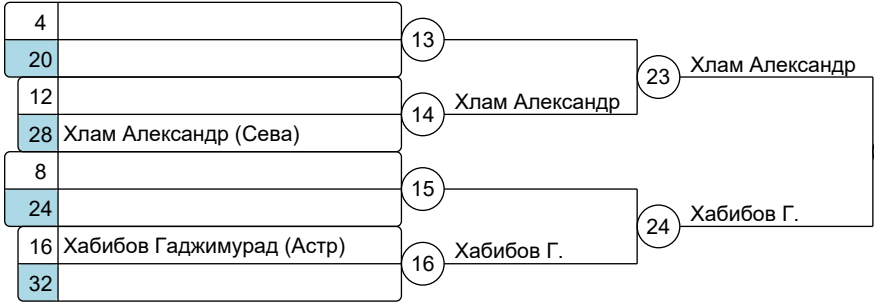 4
13
20
23 Хлам Александр
12
14 Хлам Александр
28 Хлам Александр (Сева)
8
15
24
24 Хабибов Г.
16 Хабибов Гаджимурад (Астр)
16 Хабибов Г.
32